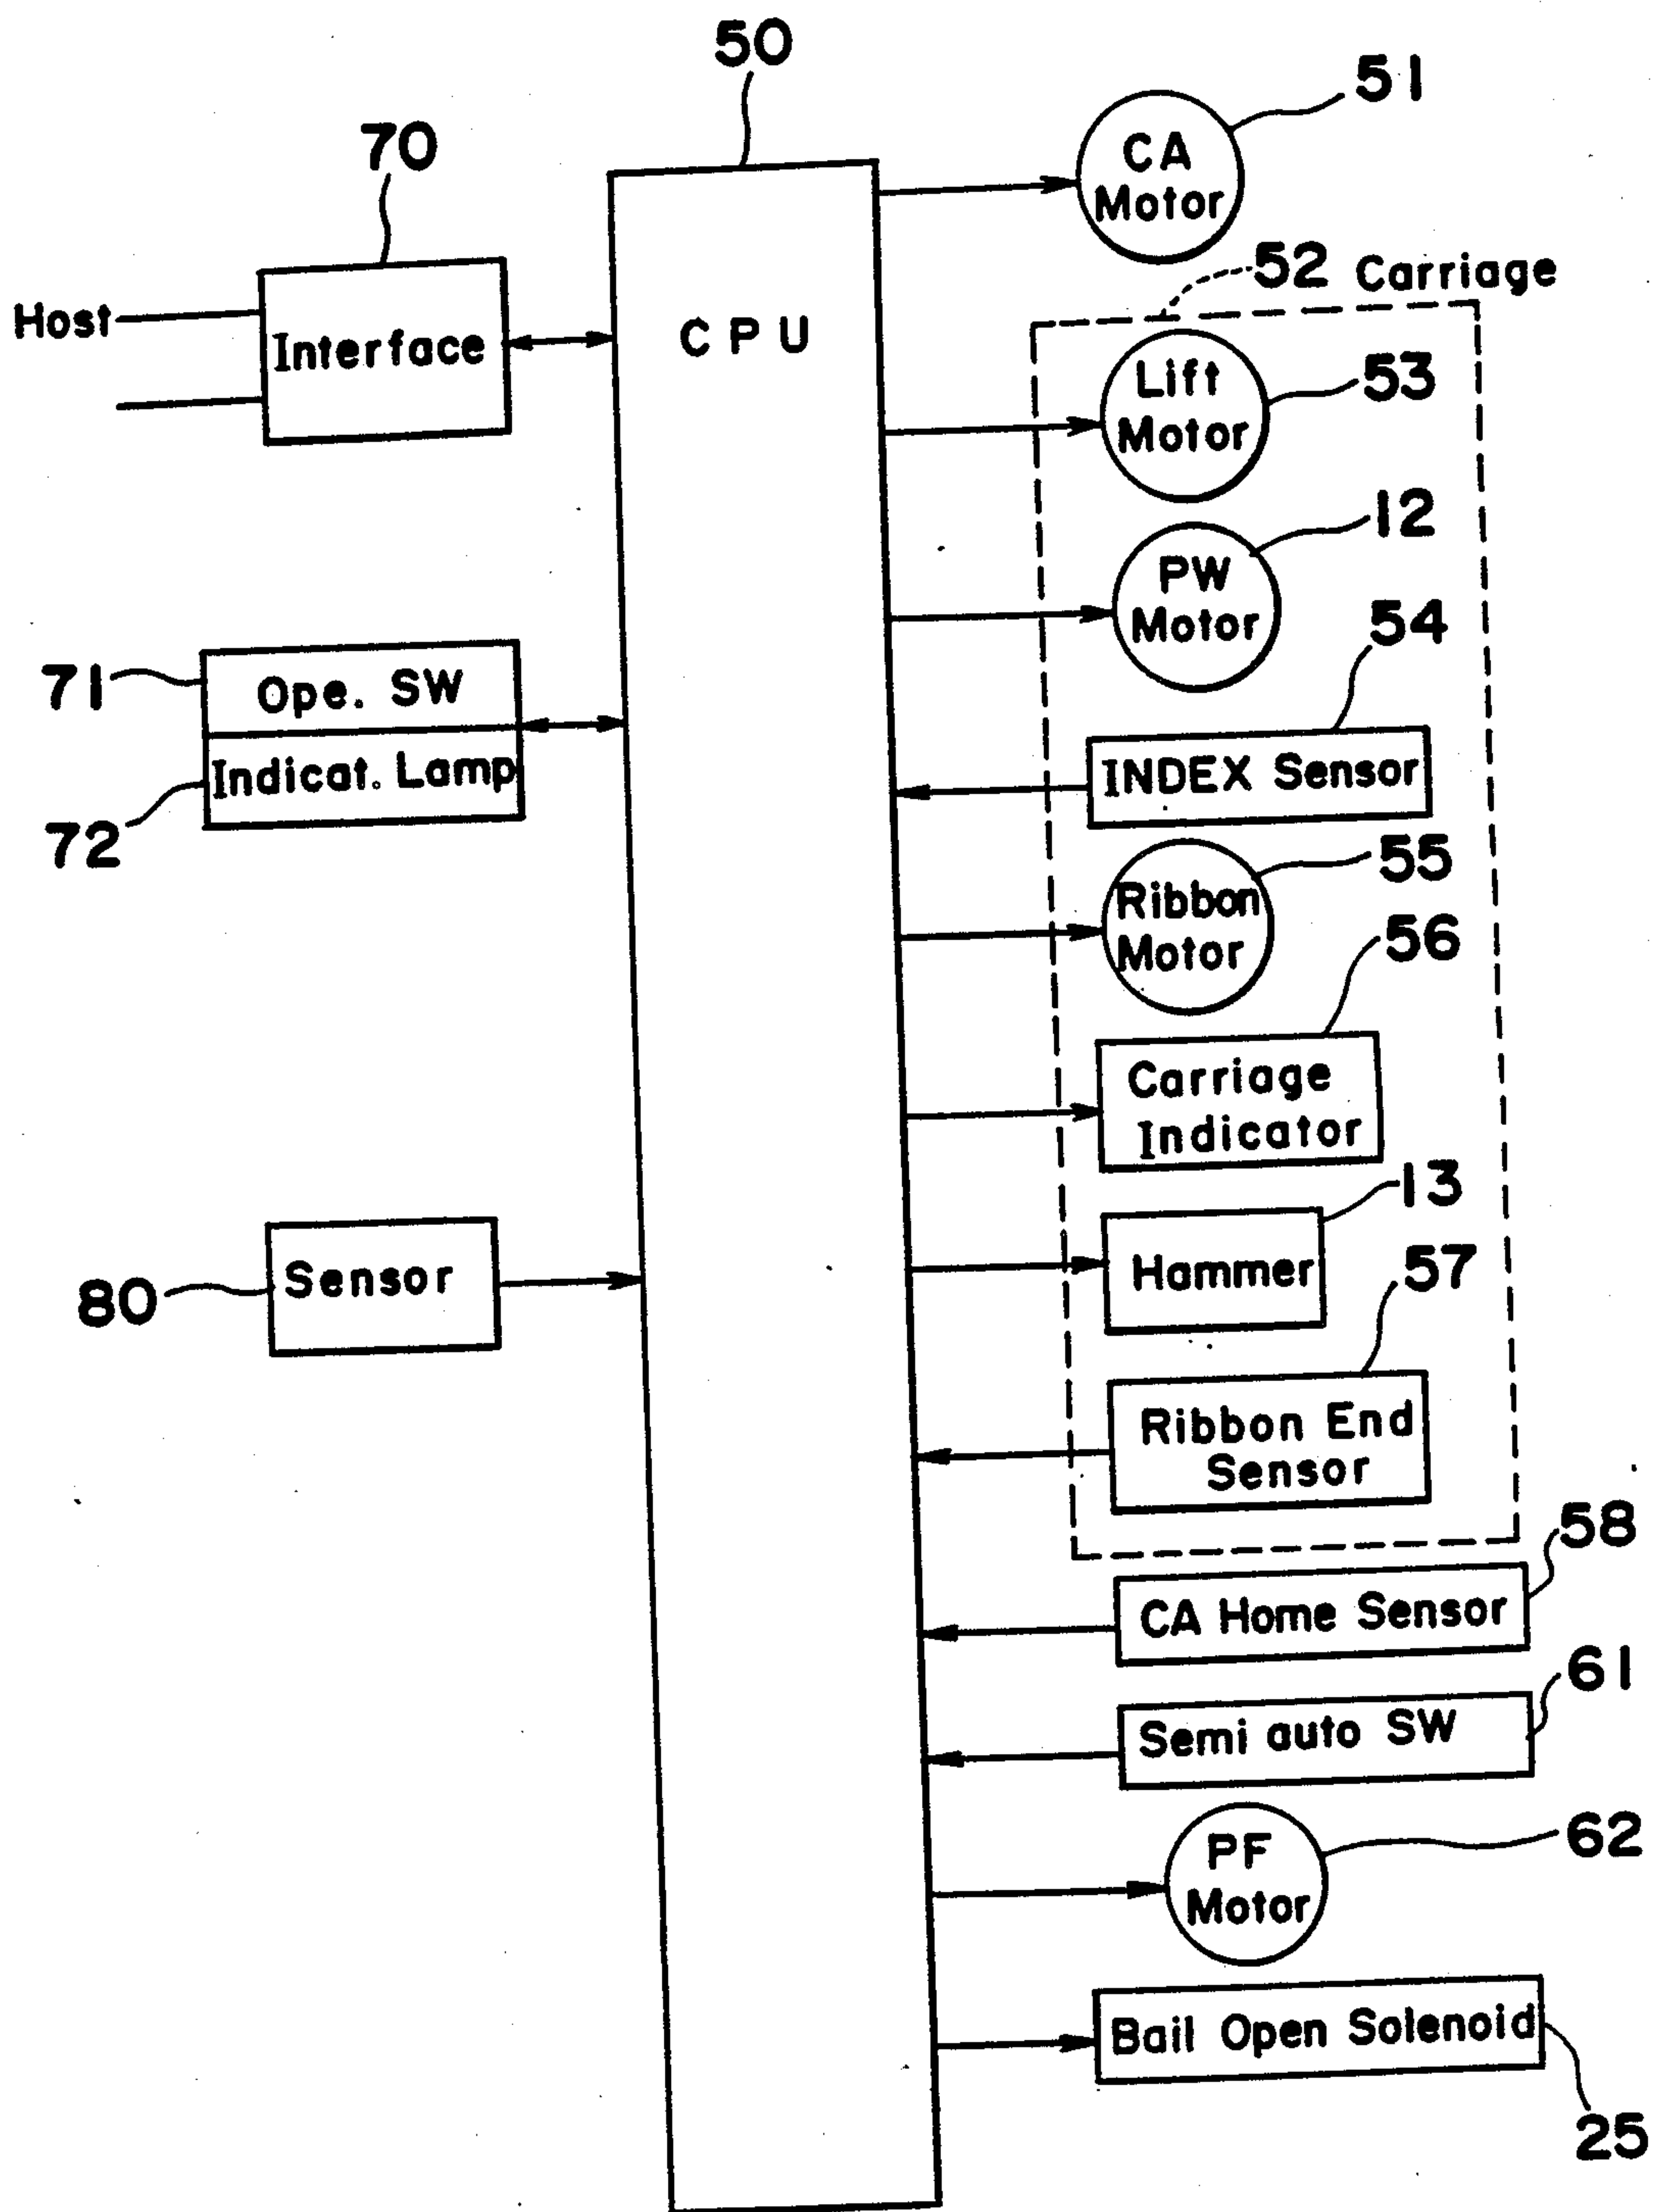 50
51
70
CA
Motor
52 Carriage
Host
Interface
CPU
Lift
Motor
53
12
PW
Motor
54
71
Ope. SW
Indicat. Lamp
72
INDEX Sensor
55
Ribbon
Motor
56
Carriage
Indicator
13
Hammer
57
80
Sensor
Ribbon End
Sensor
58
CA Home Sensor
61
Semi auto SW
62
PF
Motor
Bail Open Solenoid
25